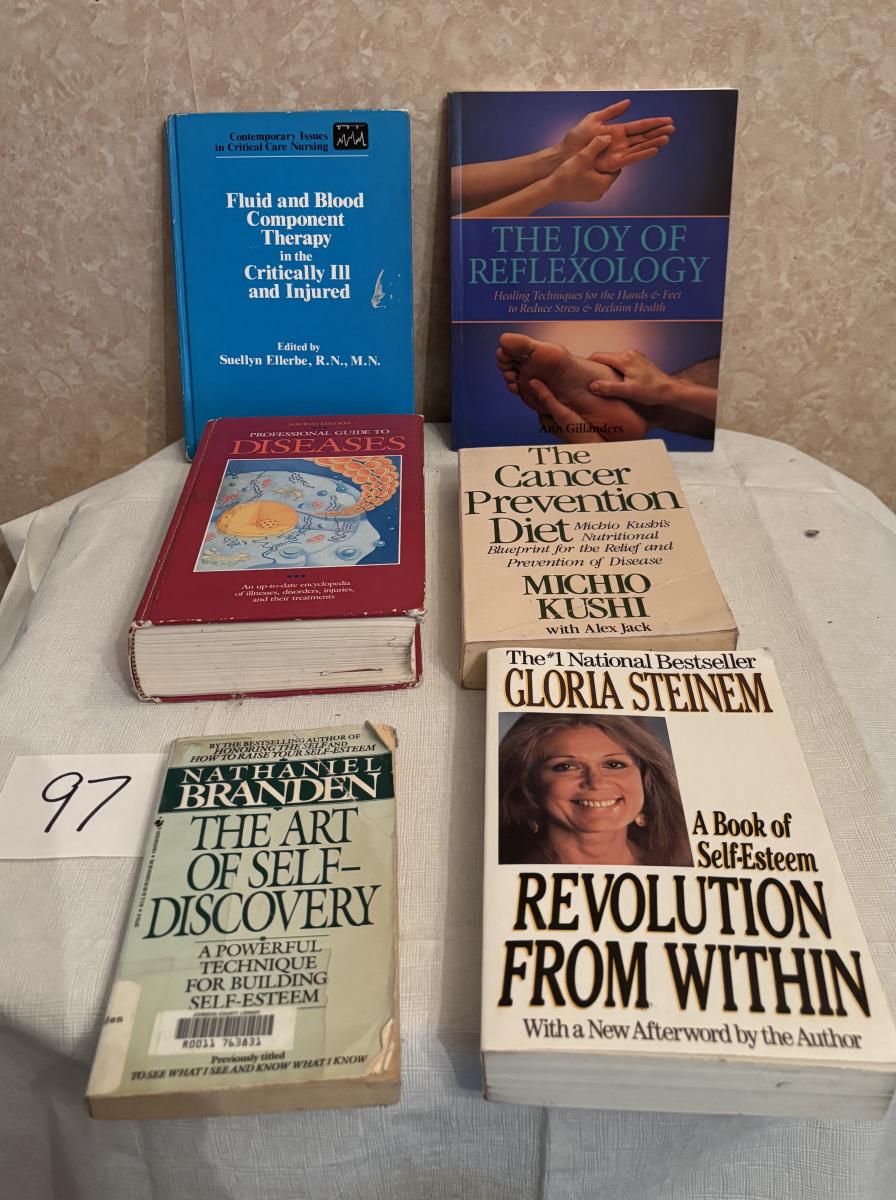 Contemporary Issues
in Critical Care Nursing
Fluid and Blood
Component
Therapy
in the
Critically Ill
and Injured
Edited by
Suellyn Ellerbe, R.N., M.N.
THE JOY OF
REFLEXOLOGY
Healing Techniques for the Hands & Feet
to Reduce Stress & Reclaim Health
Ann Gillanders
FOURTH EDITION
PROFESSIONAL GUIDE TO
DISEASES
An up-to-date encyclopedia
of illnesses, disorders, injuries,
and their treatments
The
Cancer
Prevention
Diet
Michio Kushi's
Nutritional
Blueprint for the Relief and
Prevention of Disease
MICHIO
KUSHI
with Alex Jack
97
BY THE BESTSELLING AUTHOR OF
HONORING THE SELF AND
HOW TO RAISE YOUR SELF-ESTEEM
NATHANIEL
BRANDEN
THE ART
OF SELF-
DISCOVERY
A POWERFUL
TECHNIQUE
FOR BUILDING
SELF-ESTEEM
JOHNSON COUNTY LIBRARY
R0011 763631
Previously titled
TO SEE WHAT I SEE AND KNOW WHAT I KNOW
The #1 National Bestseller
GLORIA STEINEM
A Book of
Self-Esteem
REVOLUTION
FROM WITHIN
With a New Afterword by the Author